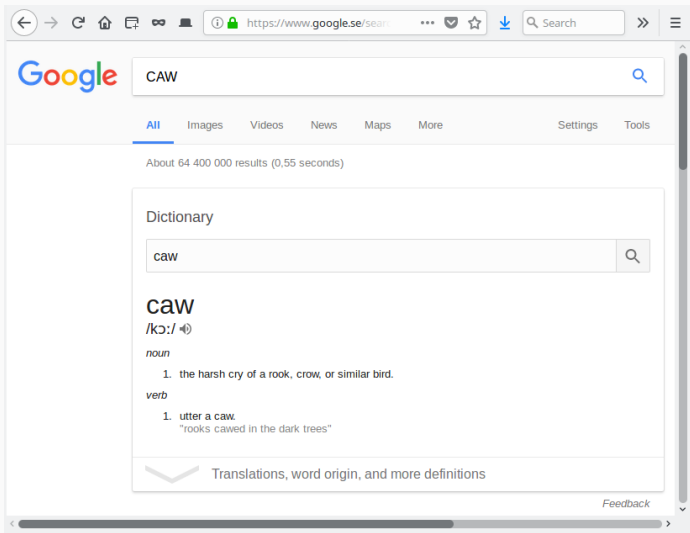 https://www.google.se/sear
Search
Google
CAW
All Images Videos News Maps More Settings Tools
About 64 400 000 results (0,55 seconds)
Dictionary
caw
caw
/kɔː/
noun
1. the harsh cry of a rook, crow, or similar bird.
verb
1. utter a caw.
"rooks cawed in the dark trees"
Translations, word origin, and more definitions
Feedback